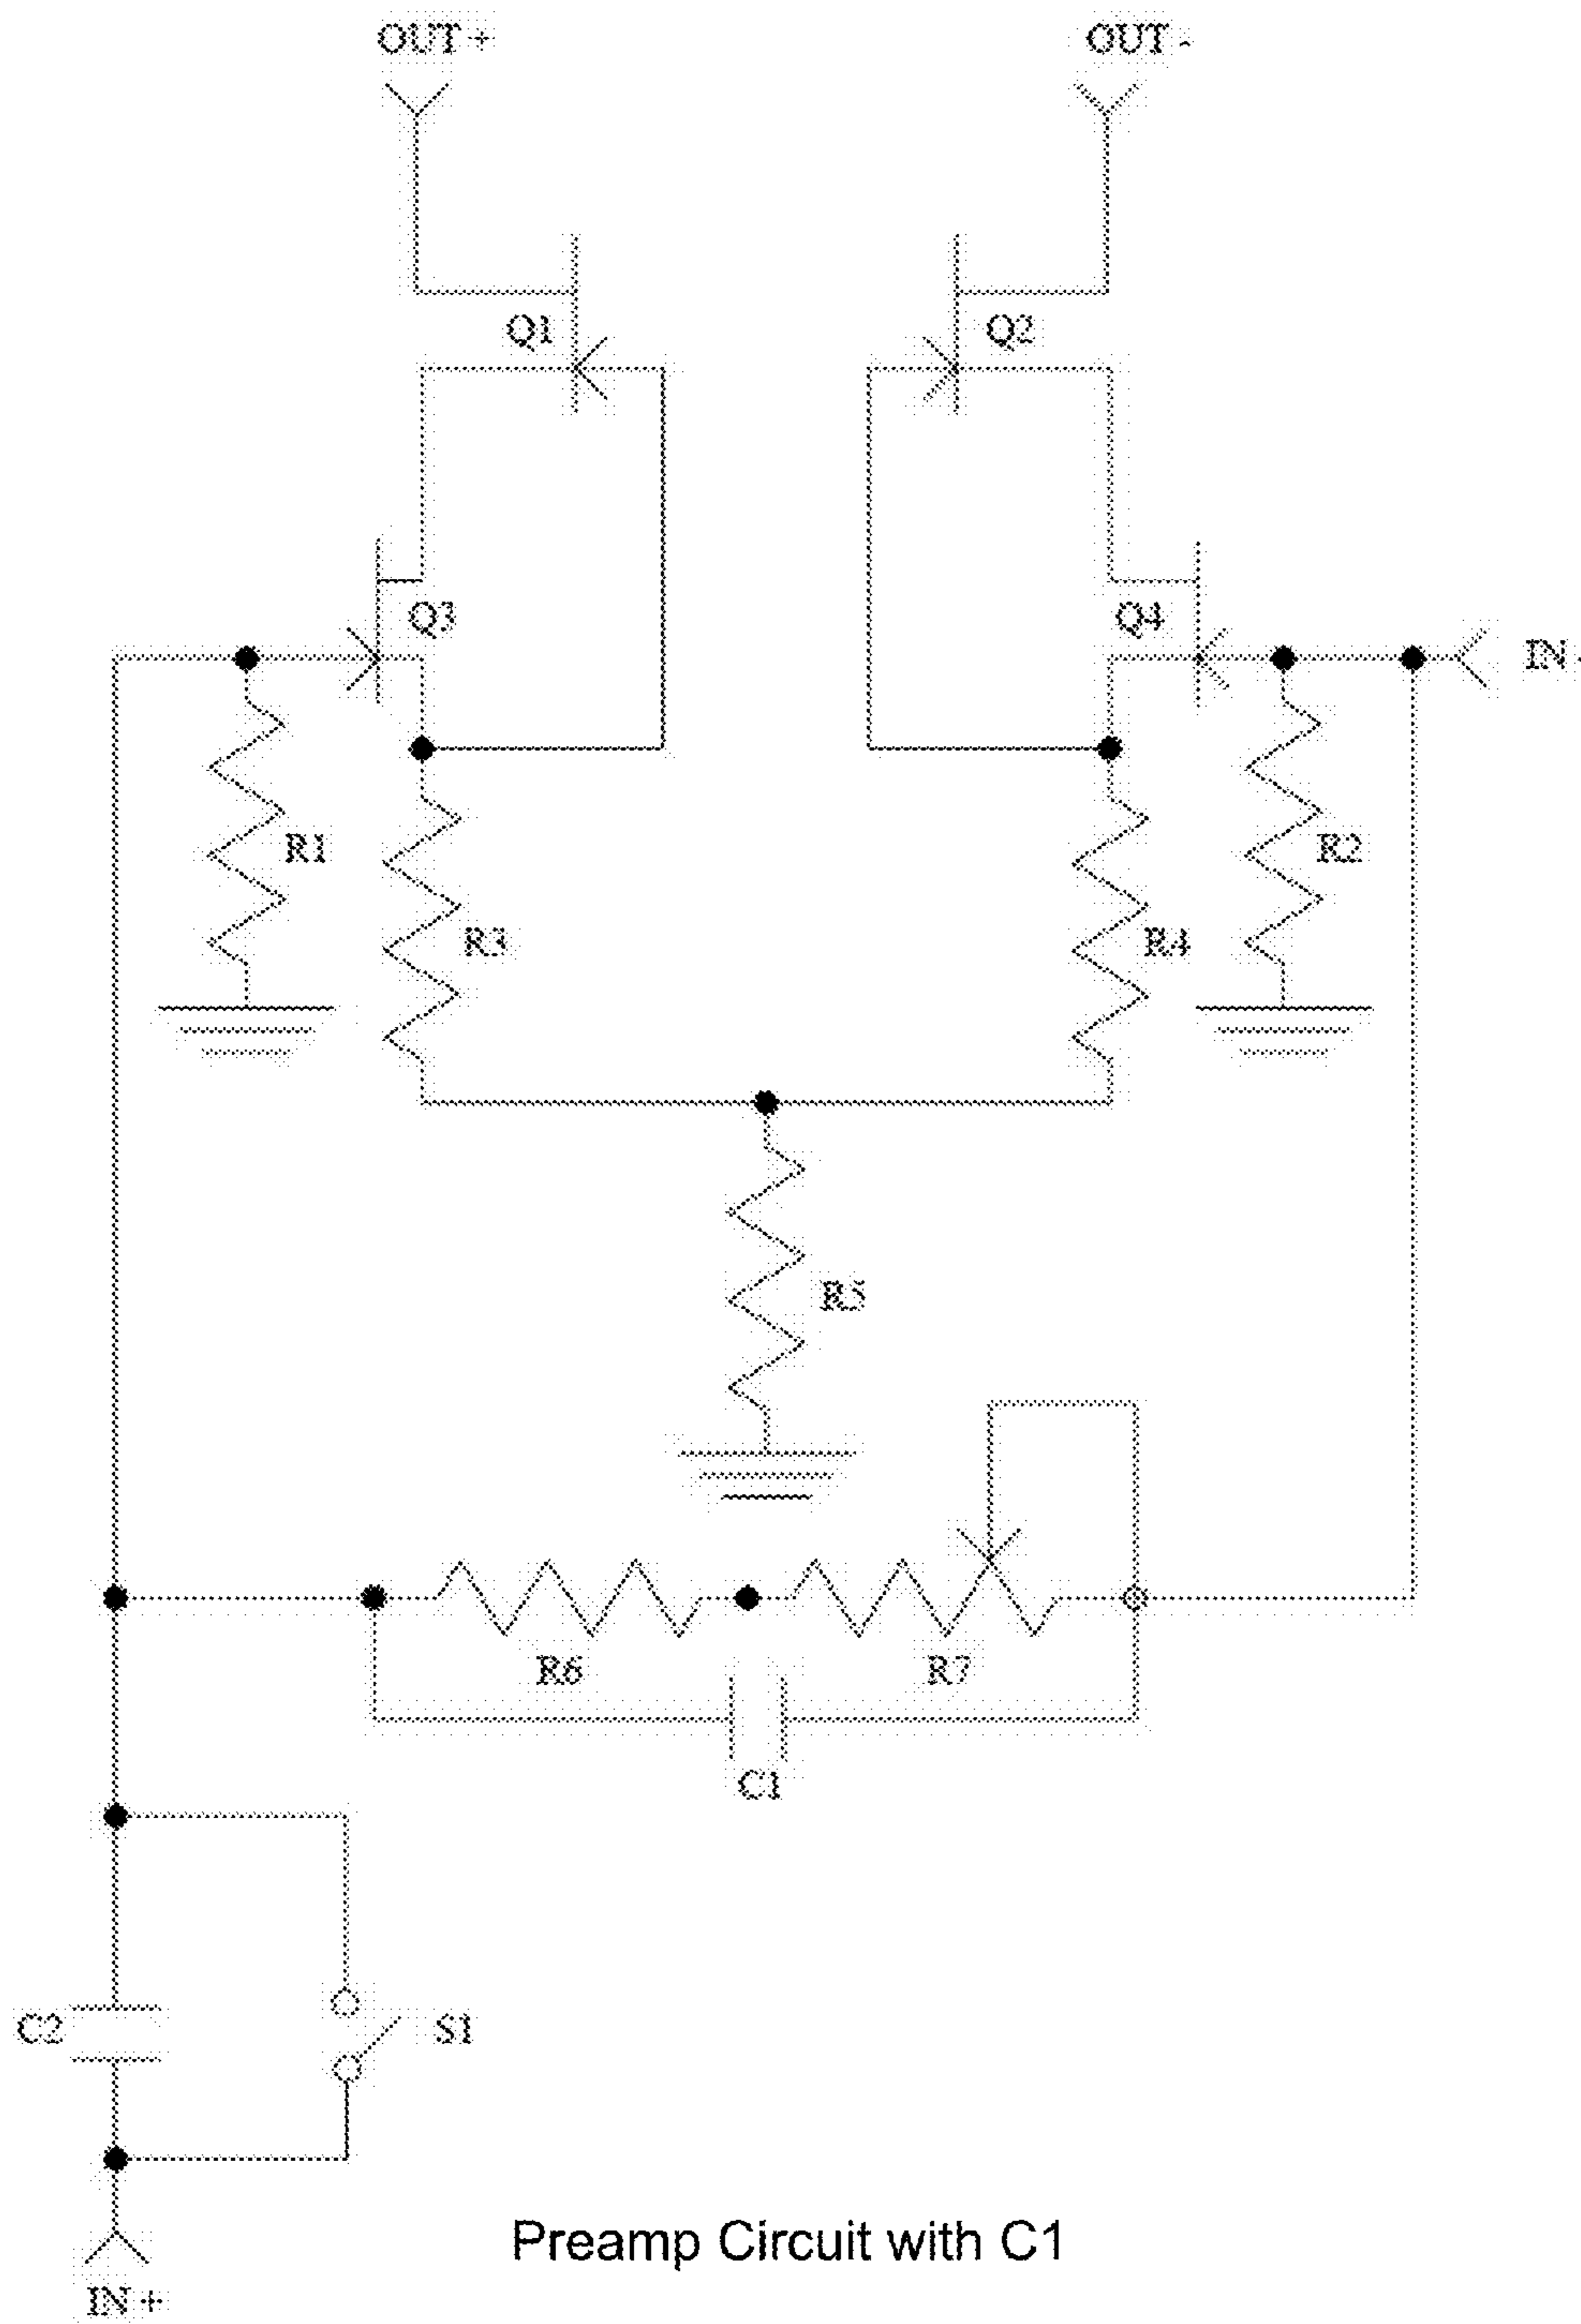 OUT +
OUT -
Q1
Q2
Q3
Q4
IN -
R1
R2
R3
R4
R5
R6
R7
C1
C2
S1
Preamp Circuit with C1
IN +